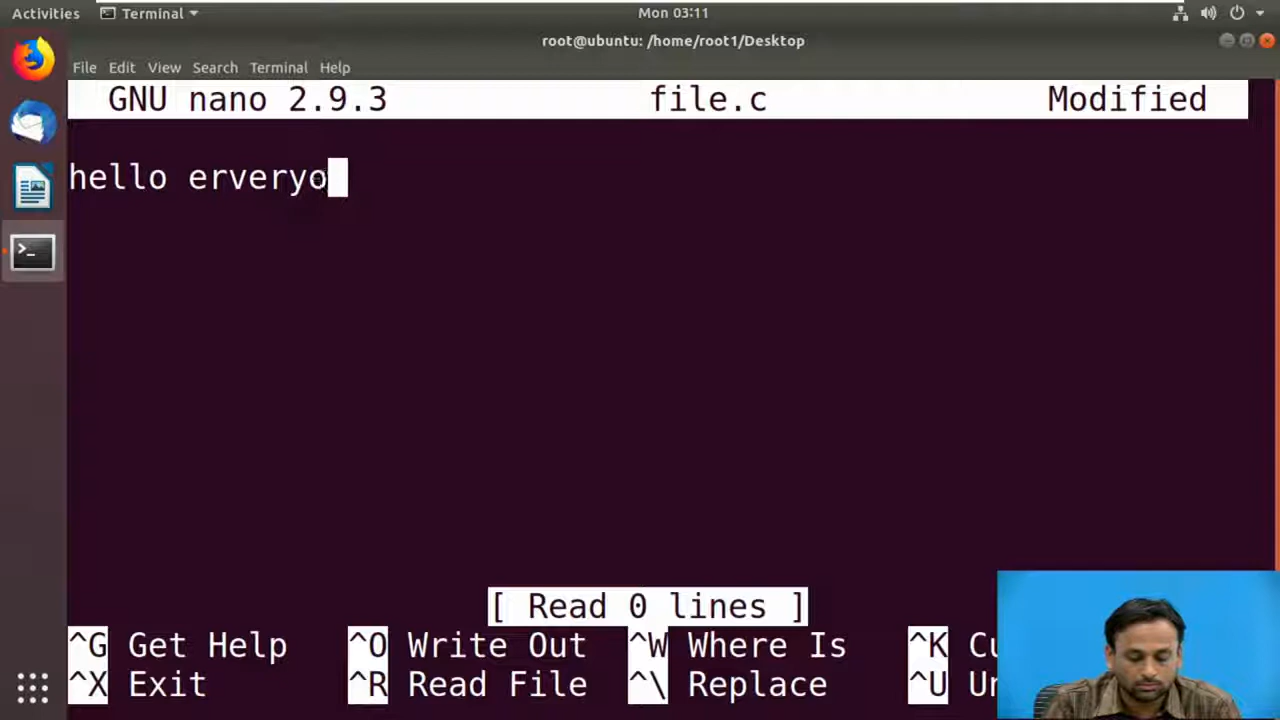 Activities Terminal Mon 03:11
root@ubuntu: /home/root1/Desktop
File Edit View Search Terminal Help
GNU nano 2.9.3 file.c Modified
hello erveryo
[ Read 0 lines ]
^G Get Help ^O Write Out ^W Where Is ^K
^X Exit ^R Read File ^\ Replace ^U